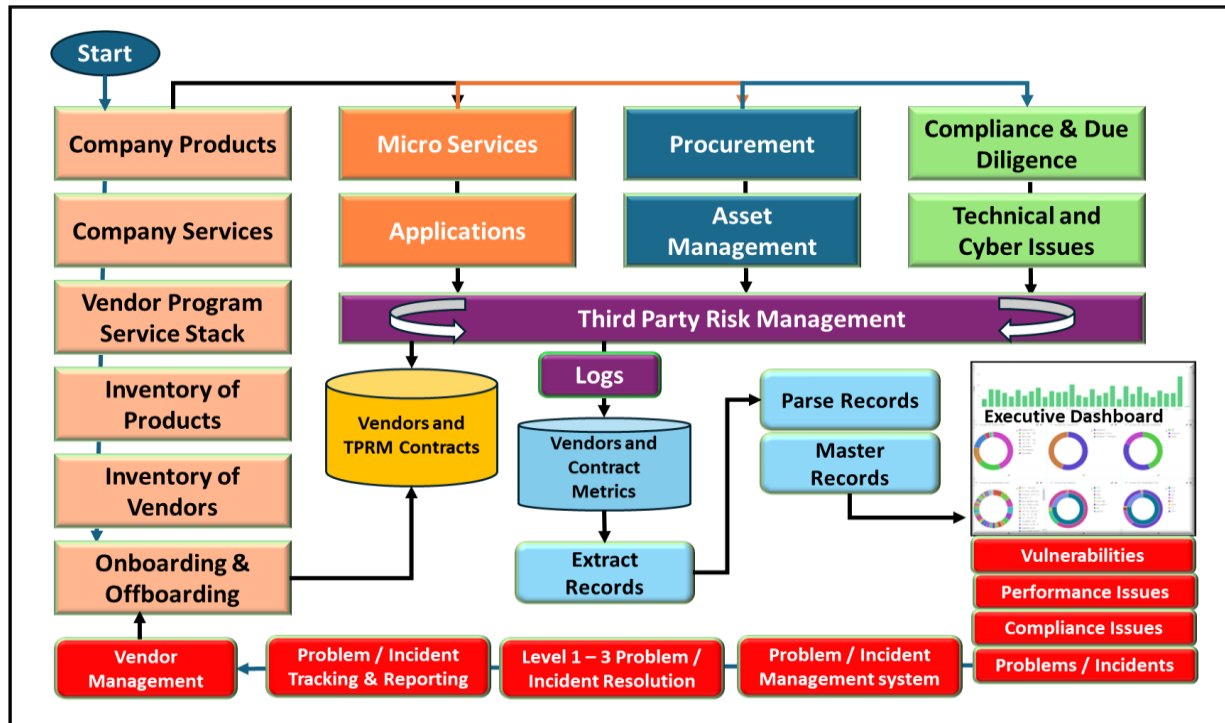 Start
Company Products
Micro Services
Procurement
Compliance & Due
Diligence
Company Services
Applications
Asset
Management
Technical and
Cyber Issues
Vendor Program
Service Stack
Third Party Risk Management
Inventory of
Products
Logs
Vendors and
TPRM Contracts
Vendors and
Contract
Metrics
Parse Records
Master
Records
Executive Dashboard
Inventory of
Vendors
Onboarding &
Offboarding
Extract
Records
Vulnerabilities
Performance Issues
Compliance Issues
Problems / Incidents
Vendor
Management
Problem / Incident
Tracking & Reporting
Level 1 – 3 Problem /
Incident Resolution
Problem / Incident
Management system